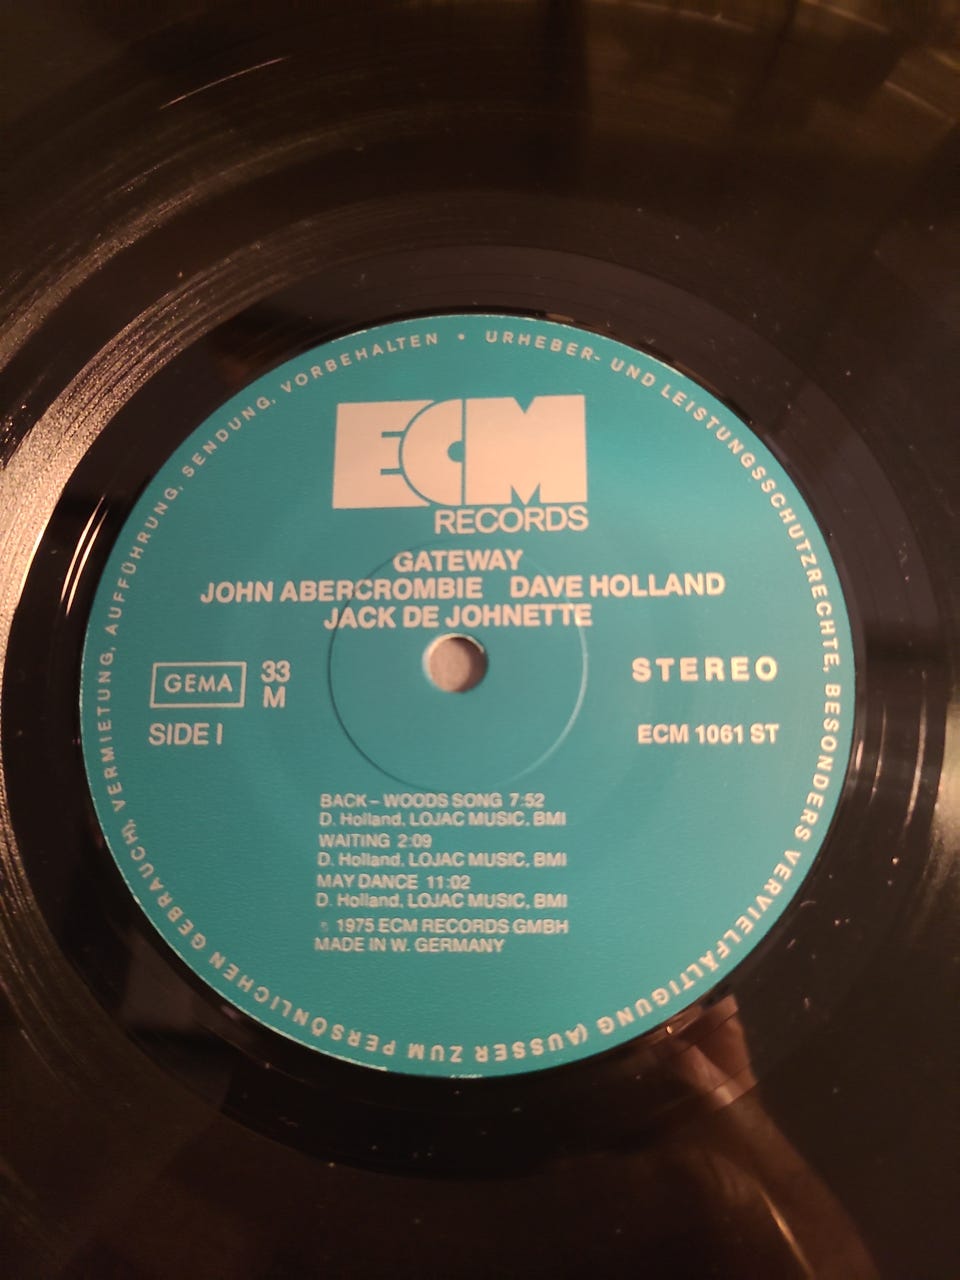 URHEBER- UND LEISTUNGSSCHUTZRECHTE, BESONDERS VERVIELFÄLTIGUNG (AUSSER ZUM PERSÖNLICHEN GEBRAUCH), VERMIETUNG, AUFFÜHRUNG, SENDUNG, VORBEHALTEN •
ECM
RECORDS
GATEWAY
JOHN ABERCROMBIE DAVE HOLLAND
JACK DE JOHNETTE
GEMA 33 STEREO
M
SIDE I ECM 1061 ST
BACK – WOODS SONG 7:52
D. Holland, LOJAC MUSIC, BMI
WAITING 2:09
D. Holland, LOJAC MUSIC, BMI
MAY DANCE 11:02
D. Holland, LOJAC MUSIC, BMI
1975 ECM RECORDS GMBH
MADE IN W. GERMANY